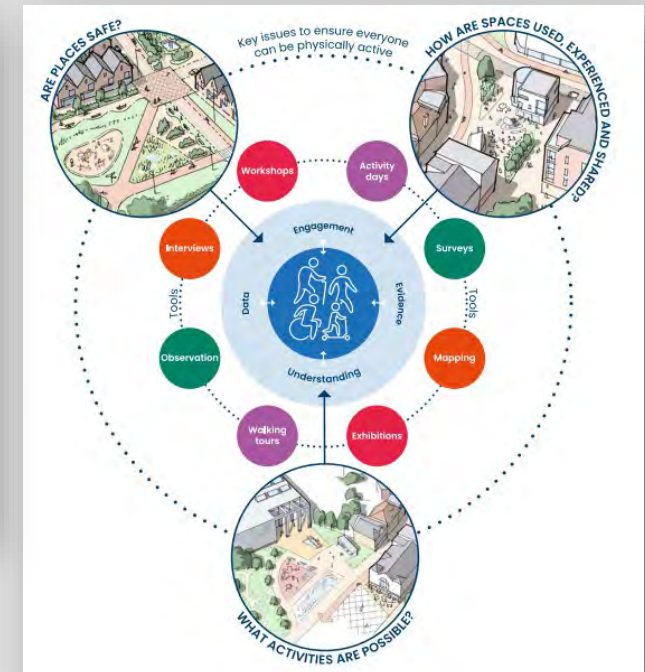 ARE PLACES SAFE?
Key issues to ensure everyone
can be physically active
HOW ARE SPACES USED, EXPERIENCED AND SHARED?
Workshops
Activity
days
Interviews
Engagement
Surveys
Tools
Data
Evidence
Tools
Observation
Understanding
Mapping
Walking
tours
Exhibitions
WHAT ACTIVITIES ARE POSSIBLE?